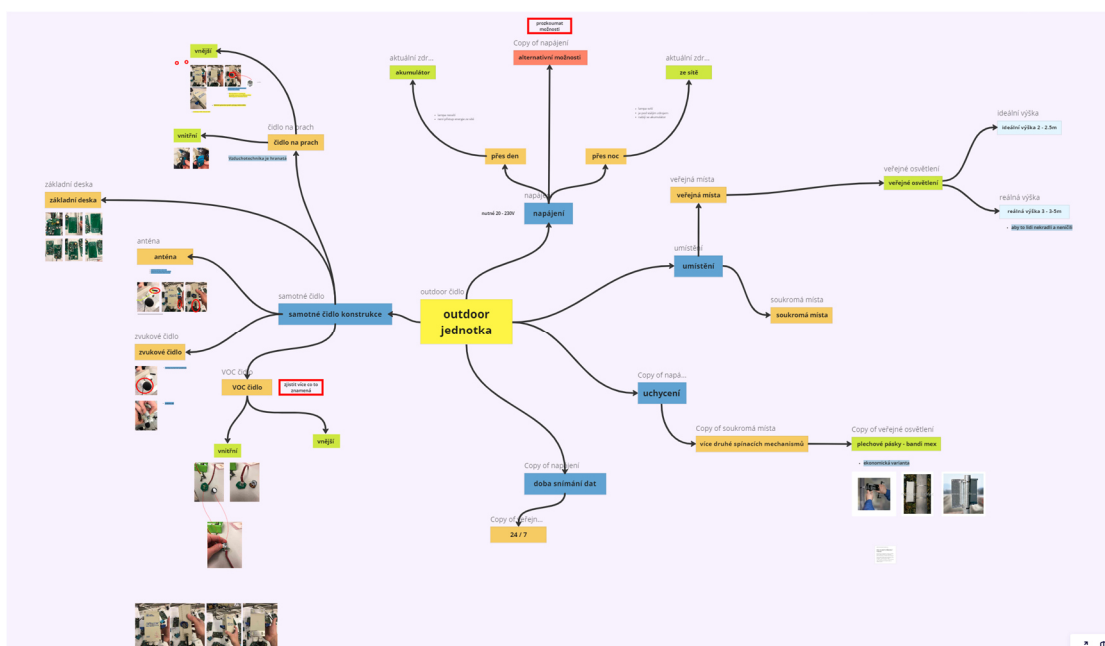 prozkoumat
možnosti
Copy of napájení
alternativní možnosti
aktuální zdr...
akumulátor
aktuální zdr...
ze sítě
přes den
přes noc
napájení
nutné 20 - 230V
napájení
vnější
čidlo na prach
čidlo na prach
vnitřní
základní deska
základní deska
anténa
anténa
samotné čidlo
samotné čidlo konstrukce
zvukové čidlo
zvukové čidlo
VOC čidlo
VOC čidlo
zjistit více co to
znamená
vnitřní
vnější
outdoor čidlo
outdoor
jednotka
veřejná místa
veřejná místa
umístění
umístění
soukromá místa
soukromá místa
veřejné osvětlení
veřejné osvětlení
ideální výška
ideální výška 2 - 2.5m
reálná výška
reálná výška 3 - 3-5m
aby to lidi nekradli a neničili
Copy of napá...
uchycení
Copy of soukromá místa
více druhé spínacích mechanismů
Copy of veřejné osvětlení
plechové pásky - bandi mex
ekonomická varianta
Copy of napájení
doba snímání dat
Copy of veřejn...
24 / 7